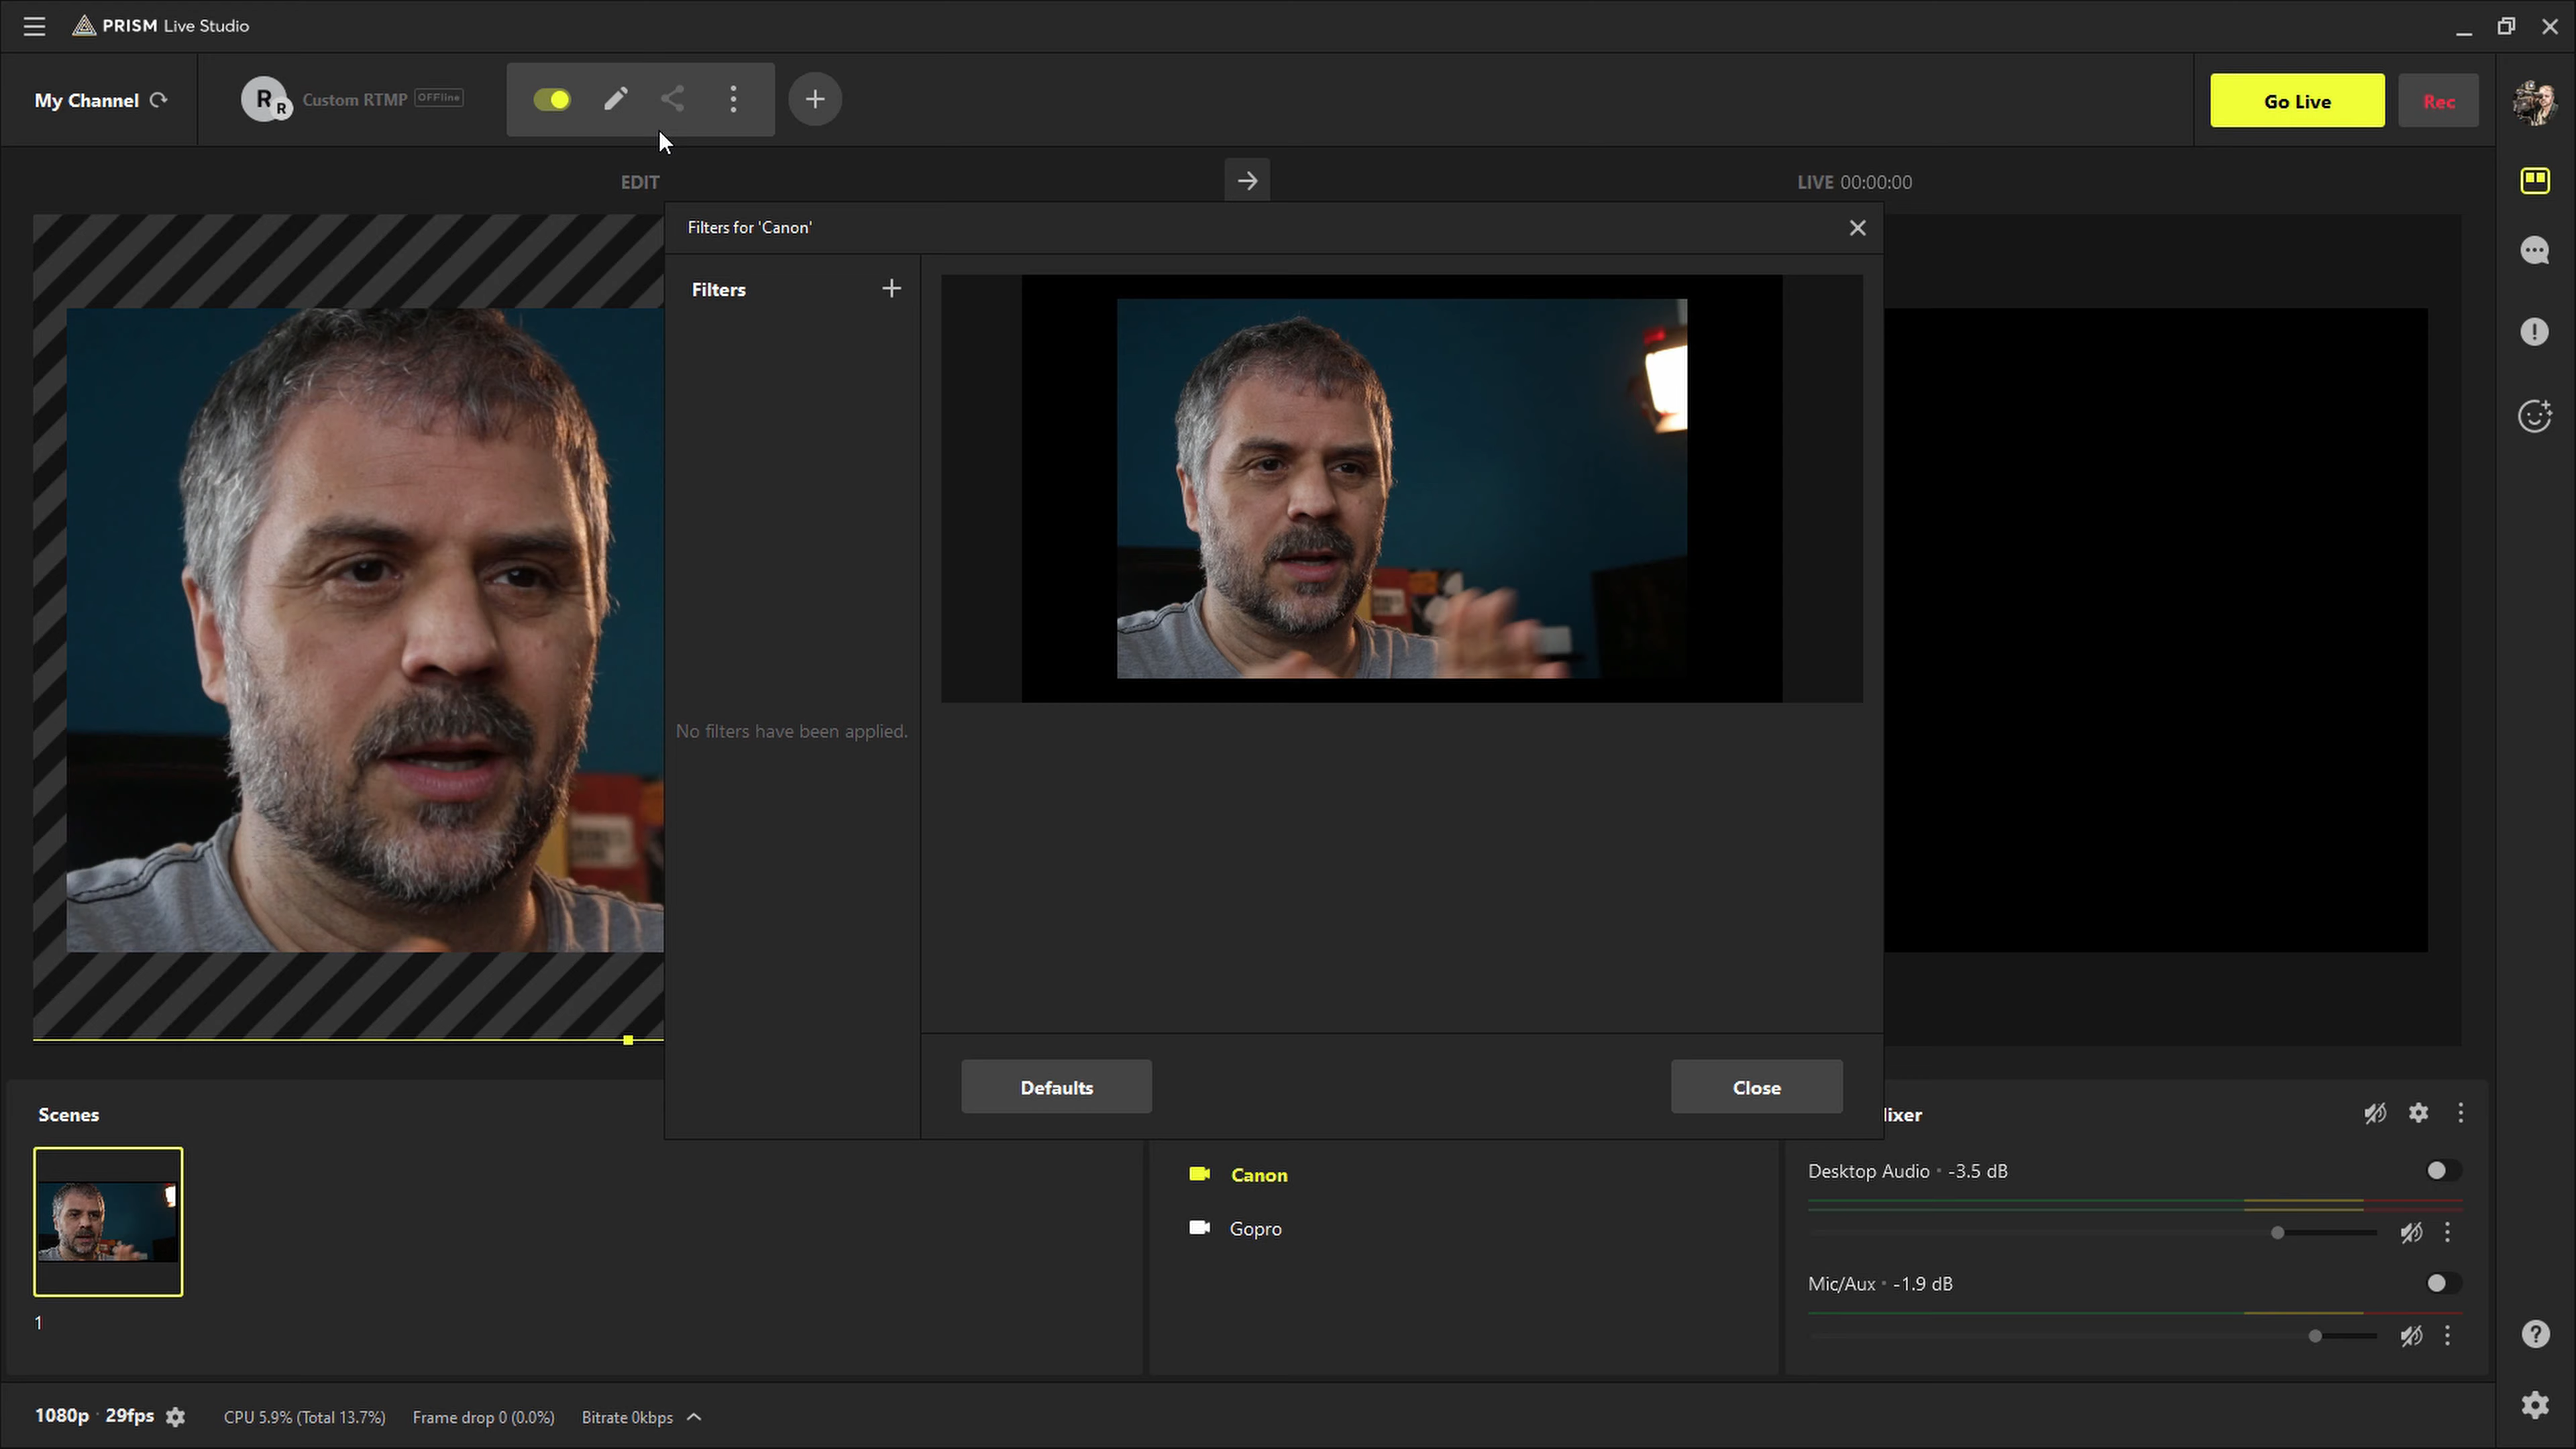 PRISM Live Studio
My Channel
R
R
Custom RTMP
OFFline
Go Live
Rec
EDIT
LIVE 00:00:00
Filters for 'Canon'
Filters
No filters have been applied.
Defaults
Close
Scenes
ixer
Canon
Gopro
Desktop Audio • -3.5 dB
Mic/Aux • -1.9 dB
1
1080p · 29fps
CPU 5.9% (Total 13.7%)
Frame drop 0 (0.0%)
Bitrate 0kbps